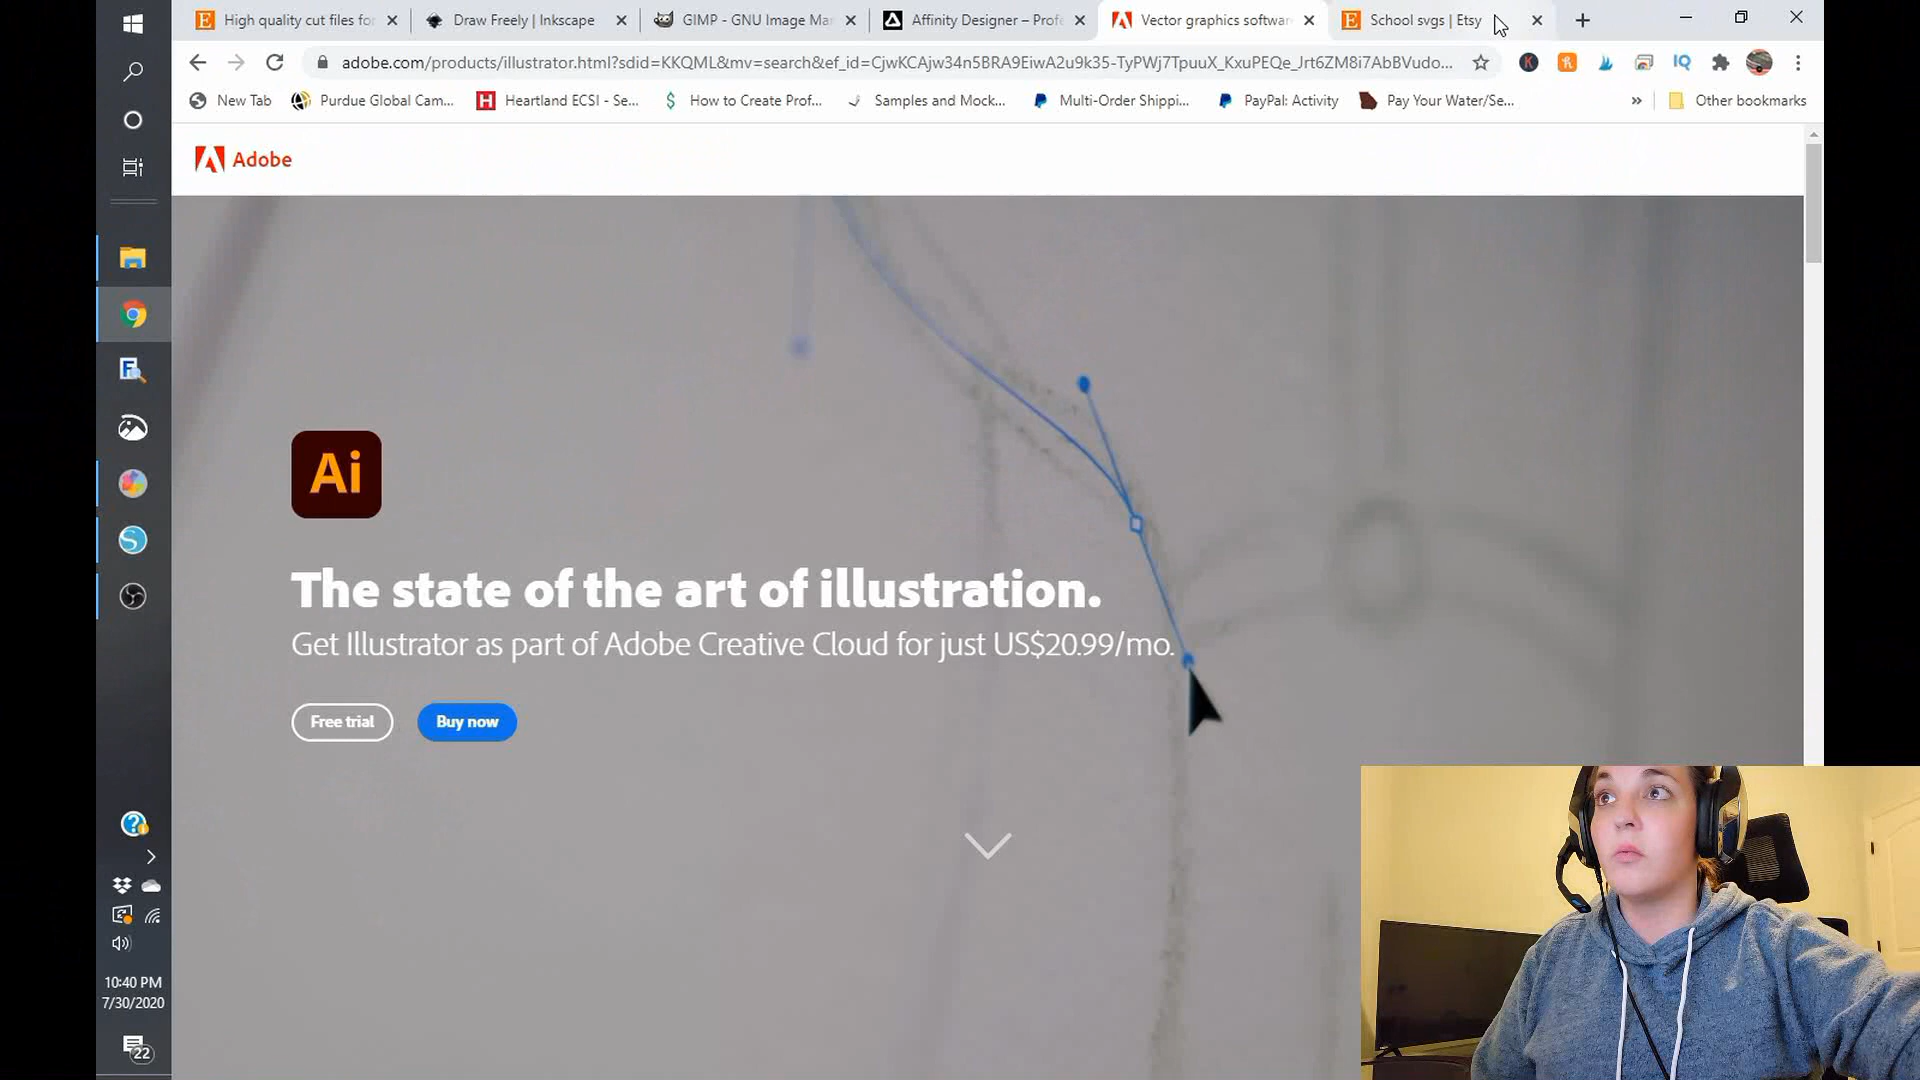 High quality cut files for
Draw Freely | Inkscape
GIMP - GNU Image Ma
Affinity Designer – Profe
Vector graphics softwar
School svgs | Etsy
adobe.com/products/illustrator.html?sdid=KKQML&mv=search&ef_id=CjwKCAjw34n5BRA9EiwA2u9k35-TyPWj7TpuuX_KxuPEQe_Jrt6ZM8i7AbBVudo...
New Tab
Purdue Global Cam...
Heartland ECSI - Se...
How to Create Prof...
Samples and Mock...
Multi-Order Shippi...
PayPal: Activity
Pay Your Water/Se...
Other bookmarks
Adobe
Ai
The state of the art of illustration.
Get Illustrator as part of Adobe Creative Cloud for just US$20.99/mo.
Free trial
Buy now
10:40 PM
7/30/2020
22